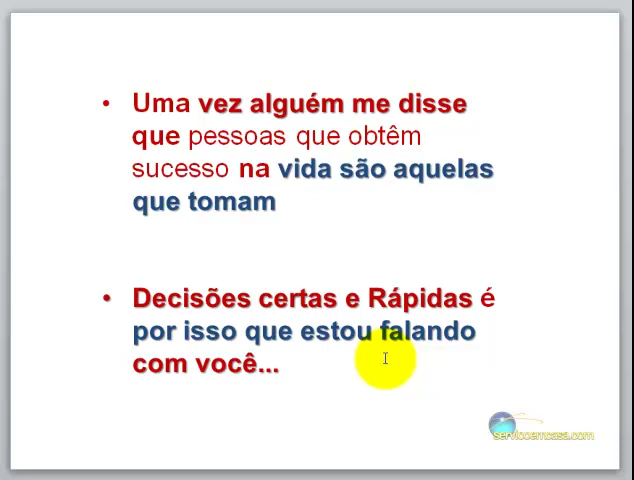 • Uma vez alguém me disse
que pessoas que obtêm
sucesso na vida são aquelas
que tomam
• Decisões certas e Rápidas é
por isso que estou falando
com você...
servicoemcasa.com